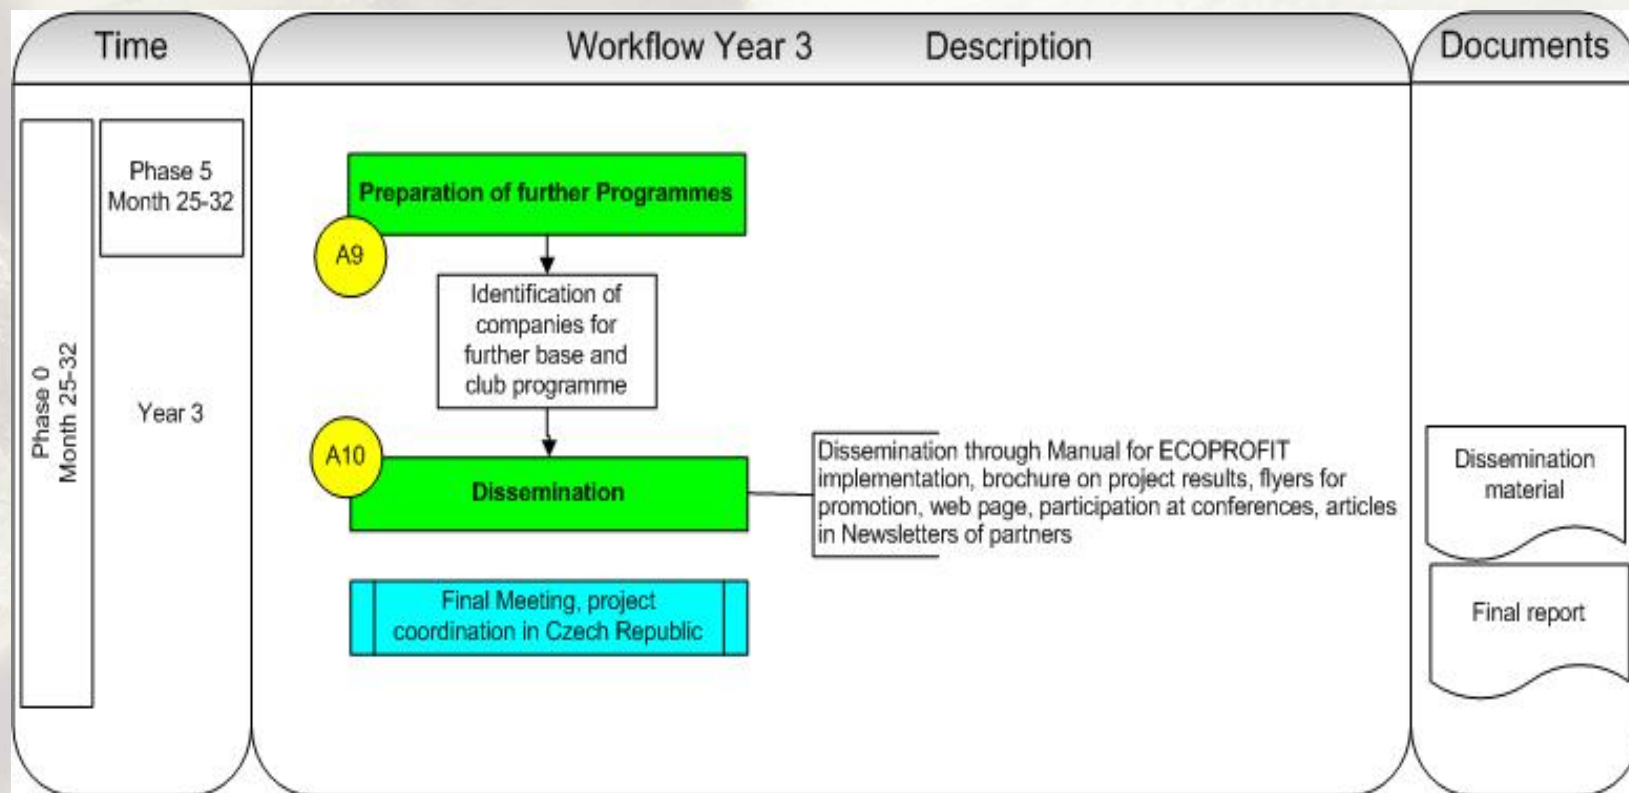 Time
Workflow Year 3 Description
Documents
Phase 0
Month 25-32
Phase 5
Month 25-32
Year 3
Preparation of further Programmes
A9
Identification of
companies for
further base and
club programme
A10
Dissemination
Dissemination through Manual for ECOPROFIT
implementation, brochure on project results, flyers for
promotion, web page, participation at conferences, articles
in Newsletters of partners
Final Meeting, project
coordination in Czech Republic
Dissemination
material
Final report